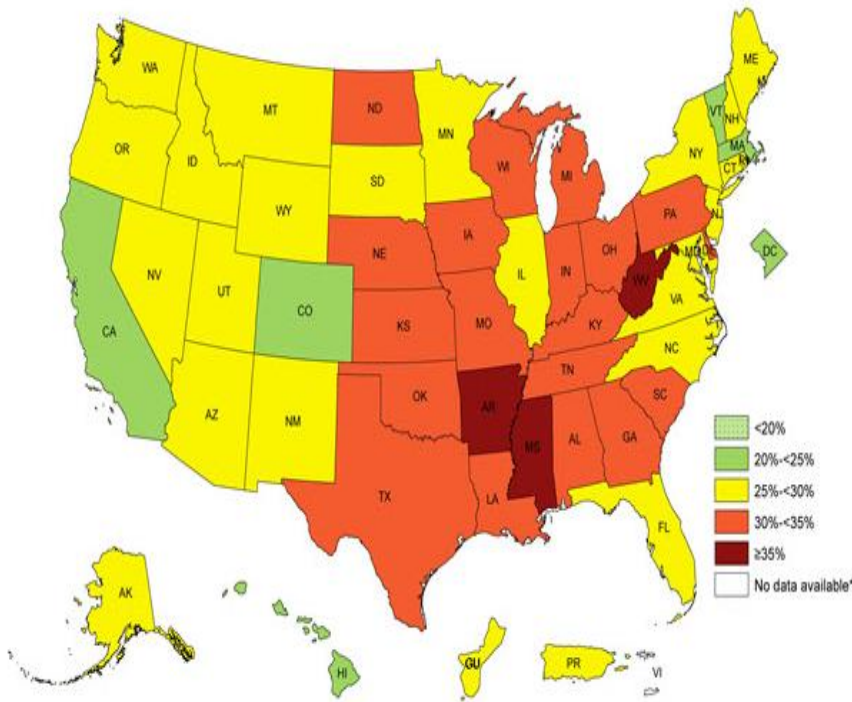 WA
MT
ND
MN
ME
VT
NH
OR
ID
SD
WI
MI
NY
MA
CT
WY
IA
PA
NJ
NE
OH
MD
DE
DC
NV
UT
CO
IL
IN
WV
VA
CA
KS
MO
KY
NC
TN
AZ
NM
OK
AR
SC
MS
AL
GA
TX
LA
FL
<20%
20%-<25%
25%-<30%
30%-<35%
≥35%
No data available*
AK
HI
GU
PR
VI